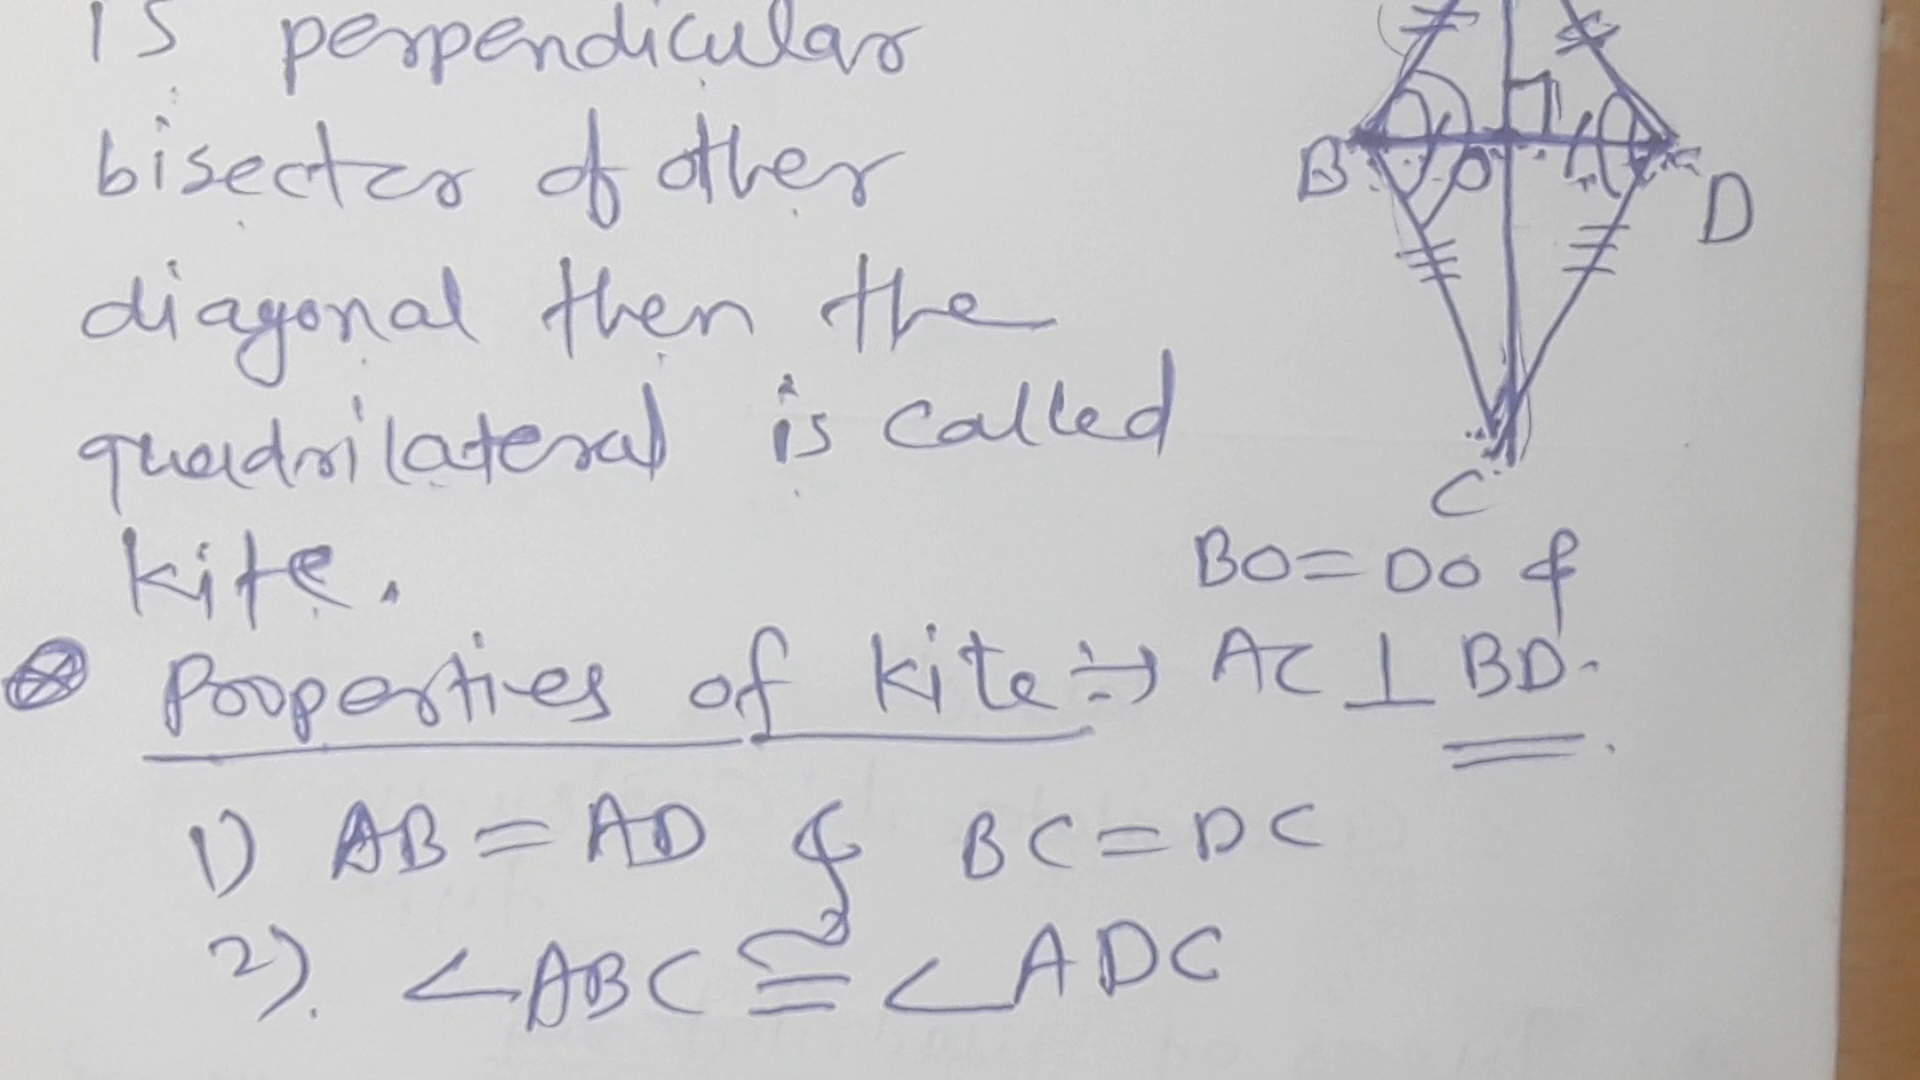 is perpendicular
bisector of other
diagonal then the
quadrilateral is called
kite.
B O D
C
BO = DO &
AC ⊥ BD.
Properties of kite :→
1) AB = AD & BC = DC
2). ∠ABC ≅ ∠ADC